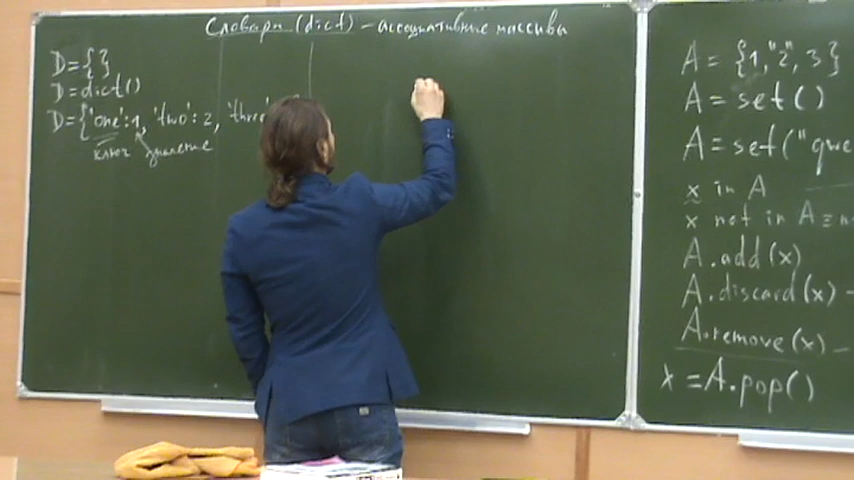 Словари (dict) – ассоциативные массивы
D = { }
D = dict()
D = {'one': 1, 'two': 2, 'three'
ключ значение
A = {1, "2", 3}
A = set()
A = set("qwe
x in A
x not in A ≡
A.add(x)
A.discard(x) –
A.remove(x) –
x = A.pop()